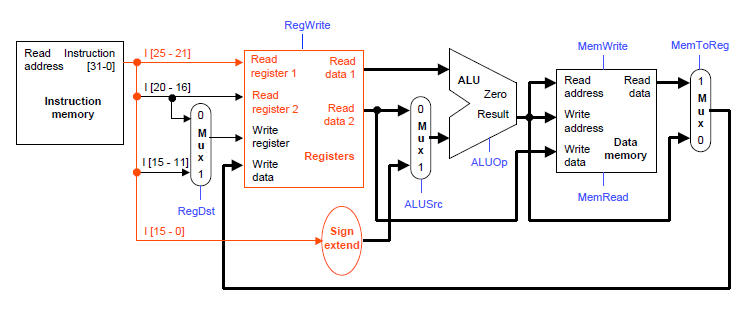 RegWrite
MemWrite
MemToReg
Read Instruction
address [31-0]
Instruction
memory
I [25 - 21]
I [20 - 16]
I [15 - 11]
I [15 - 0]
0
M
u
x
1
RegDst
Read
register 1
Read
data 1
Read
register 2
Read
data 2
Write
register
Write
data
Registers
Sign
extend
0
M
u
x
1
ALUSrc
ALU
Zero
Result
ALUOp
Read
address
Read
data
Write
address
Write
data
Data
memory
MemRead
1
M
u
x
0